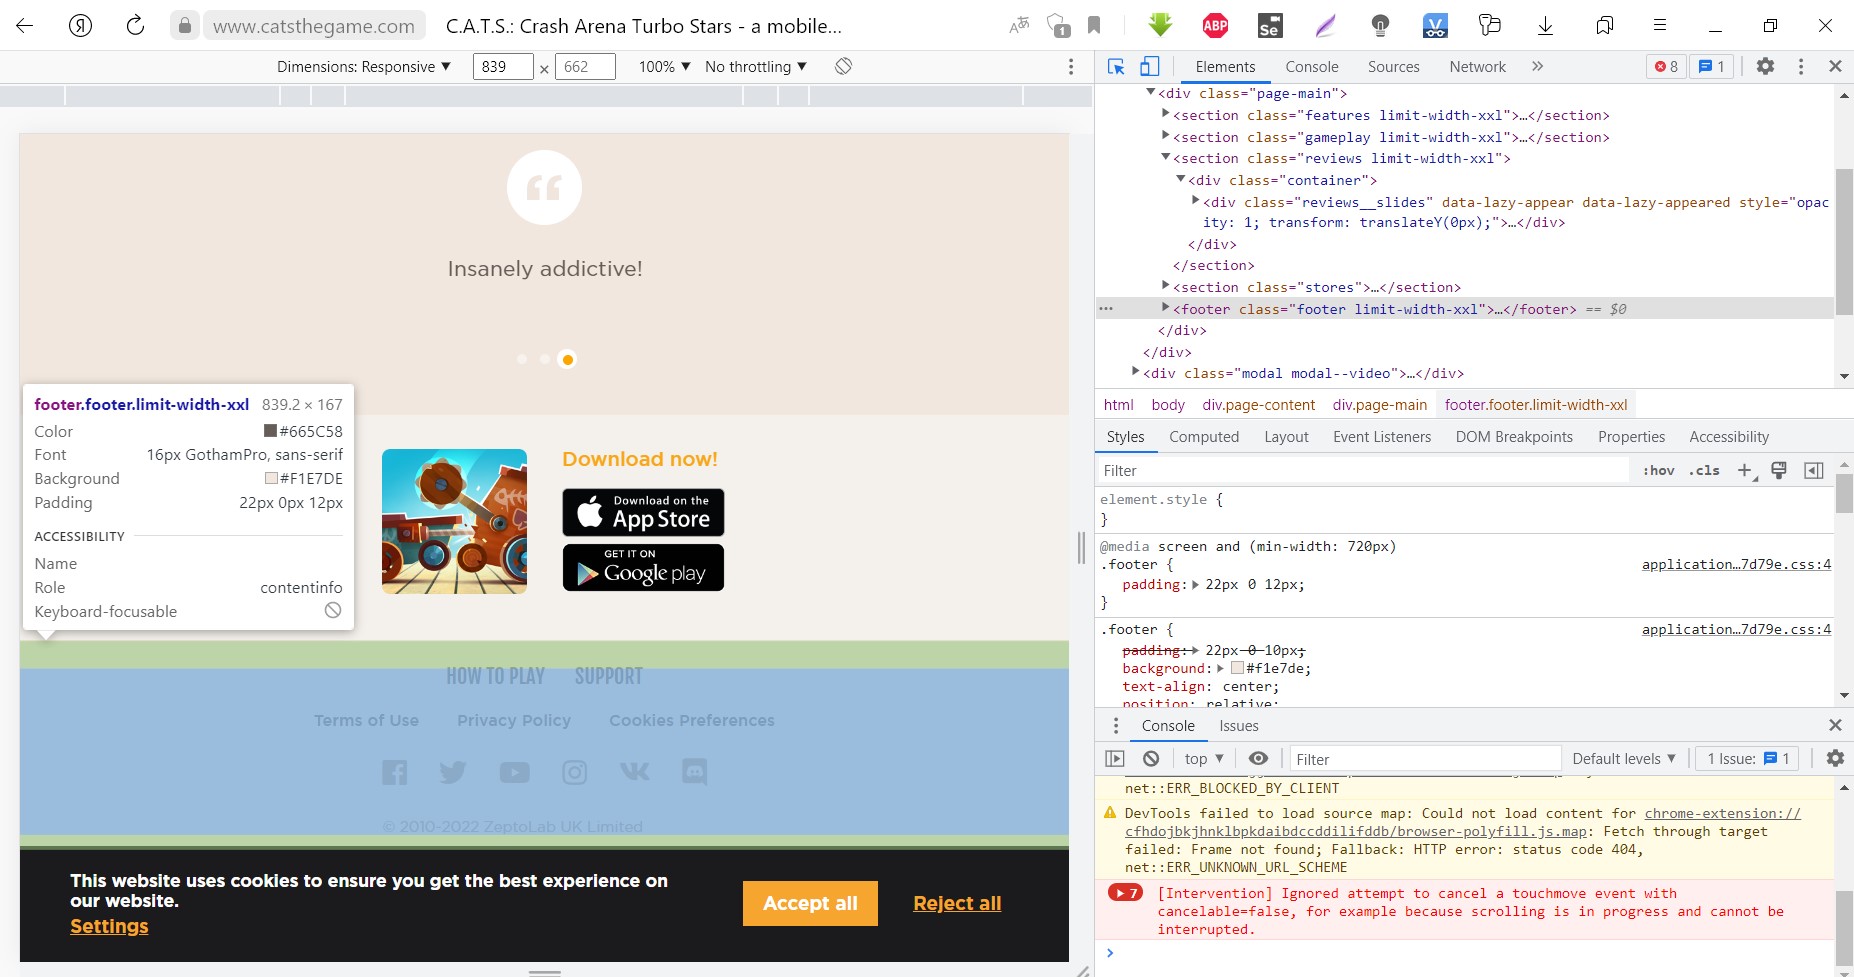 Я
www.catsthegame.com
C.A.T.S.: Crash Arena Turbo Stars - a mobile...
1
ABP
Se
Dimensions: Responsive ▼ 839 × 662 100% ▼ No throttling ▼
Insanely addictive!
footer.footer.limit-width-xxl 839.2 × 167
Color #665C58
Font 16px GothamPro, sans-serif
Background #F1E7DE
Padding 22px 0px 12px
ACCESSIBILITY
Name
Role contentinfo
Keyboard-focusable
Download now!
Download on the
App Store
GET IT ON
Google play
HOW TO PLAY SUPPORT
Terms of Use Privacy Policy Cookies Preferences
© 2010-2022 ZeptoLab UK Limited
This website uses cookies to ensure you get the best experience on
our website.
Settings
Accept all
Reject all
Elements Console Sources Network » 8 1
<div class="page-main">
<section class="features limit-width-xxl">…</section>
<section class="gameplay limit-width-xxl">…</section>
<section class="reviews limit-width-xxl">
<div class="container">
<div class="reviews__slides" data-lazy-appear data-lazy-appeared style="opac
ity: 1; transform: translateY(0px);">…</div>
</div>
</section>
<section class="stores">…</section>
<footer class="footer limit-width-xxl">…</footer> == $0
</div>
</div>
<div class="modal modal--video">…</div>
html body div.page-content div.page-main footer.footer.limit-width-xxl
Styles Computed Layout Event Listeners DOM Breakpoints Properties Accessibility
Filter :hov .cls +
element.style {
}
@media screen and (min-width: 720px)
.footer { application…7d79e.css:4
padding: 22px 0 12px;
}
.footer { application…7d79e.css:4
padding: 22px 0 10px;
background: #f1e7de;
text-align: center;
position: relative;
Console Issues
top ▼ Filter Default levels ▼ 1 Issue: 1
net::ERR_BLOCKED_BY_CLIENT
DevTools failed to load source map: Could not load content for chrome-extension://
cfhdojbkjhnklbpkdaibdccddilifddb/browser-polyfill.js.map: Fetch through target
failed: Frame not found; Fallback: HTTP error: status code 404,
net::ERR_UNKNOWN_URL_SCHEME
7 [Intervention] Ignored attempt to cancel a touchmove event with
cancelable=false, for example because scrolling is in progress and cannot be
interrupted.